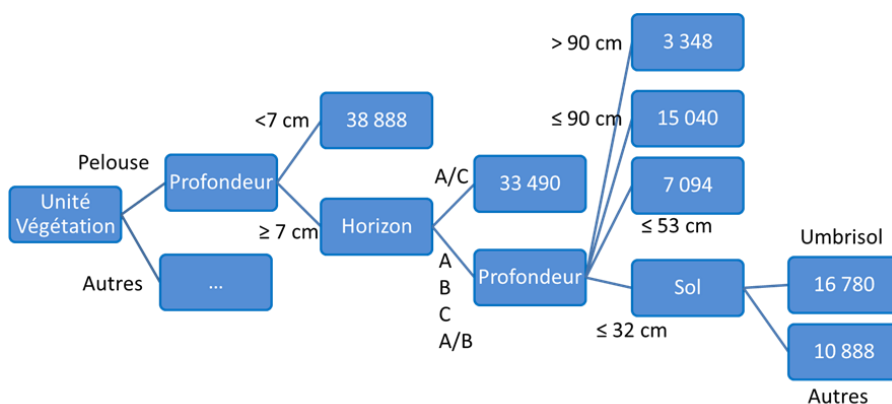 > 90 cm
3 348
<7 cm
38 888
≤ 90 cm
15 040
Pelouse
Profondeur
A/C
33 490
7 094
Unité
Végétation
≥ 7 cm
Horizon
≤ 53 cm
Umbrisol
Autres
...
A
B
C
A/B
Profondeur
Sol
16 780
≤ 32 cm
10 888
Autres